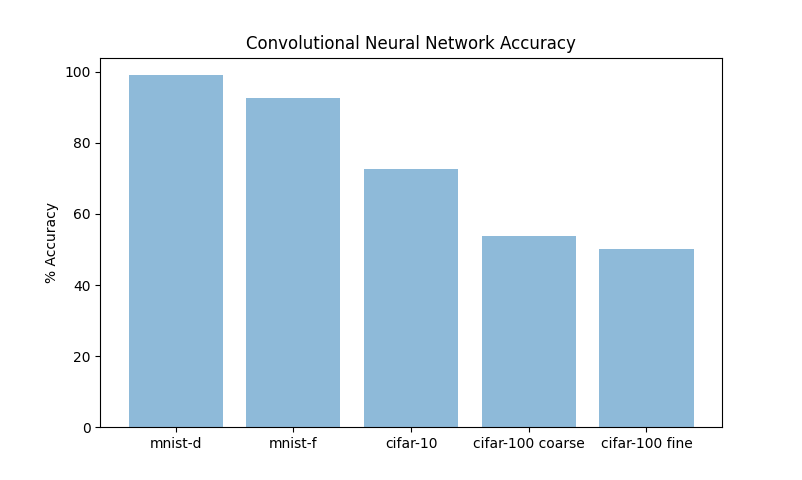 Convolutional Neural Network Accuracy
% Accuracy
100
80
60
40
20
0
mnist-d mnist-f cifar-10 cifar-100 coarse cifar-100 fine